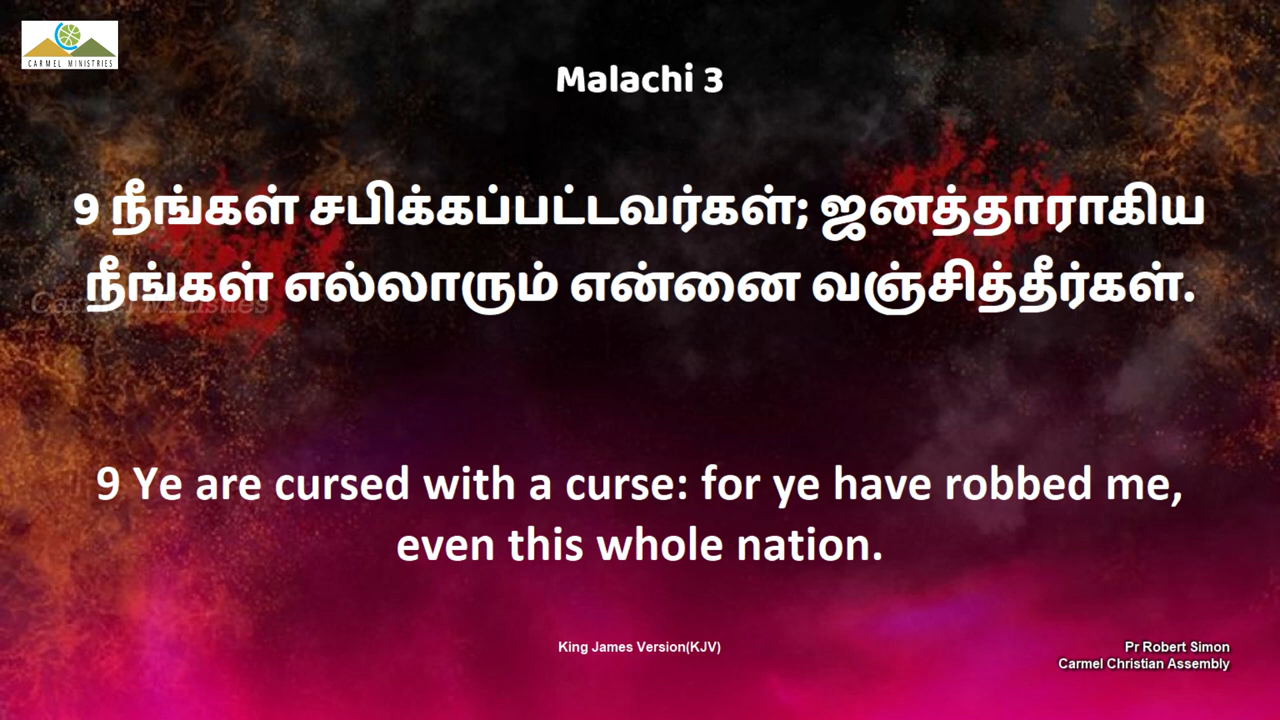 CARMEL MINISTRIES
Malachi 3
9 நீங்கள் சபிக்கப்பட்டவர்கள்; ஜனத்தாராகிய
நீங்கள் எல்லாரும் என்னை வஞ்சித்தீர்கள்.
Carmel Ministries
9 Ye are cursed with a curse: for ye have robbed me,
even this whole nation.
King James Version(KJV)
Pr Robert Simon
Carmel Christian Assembly